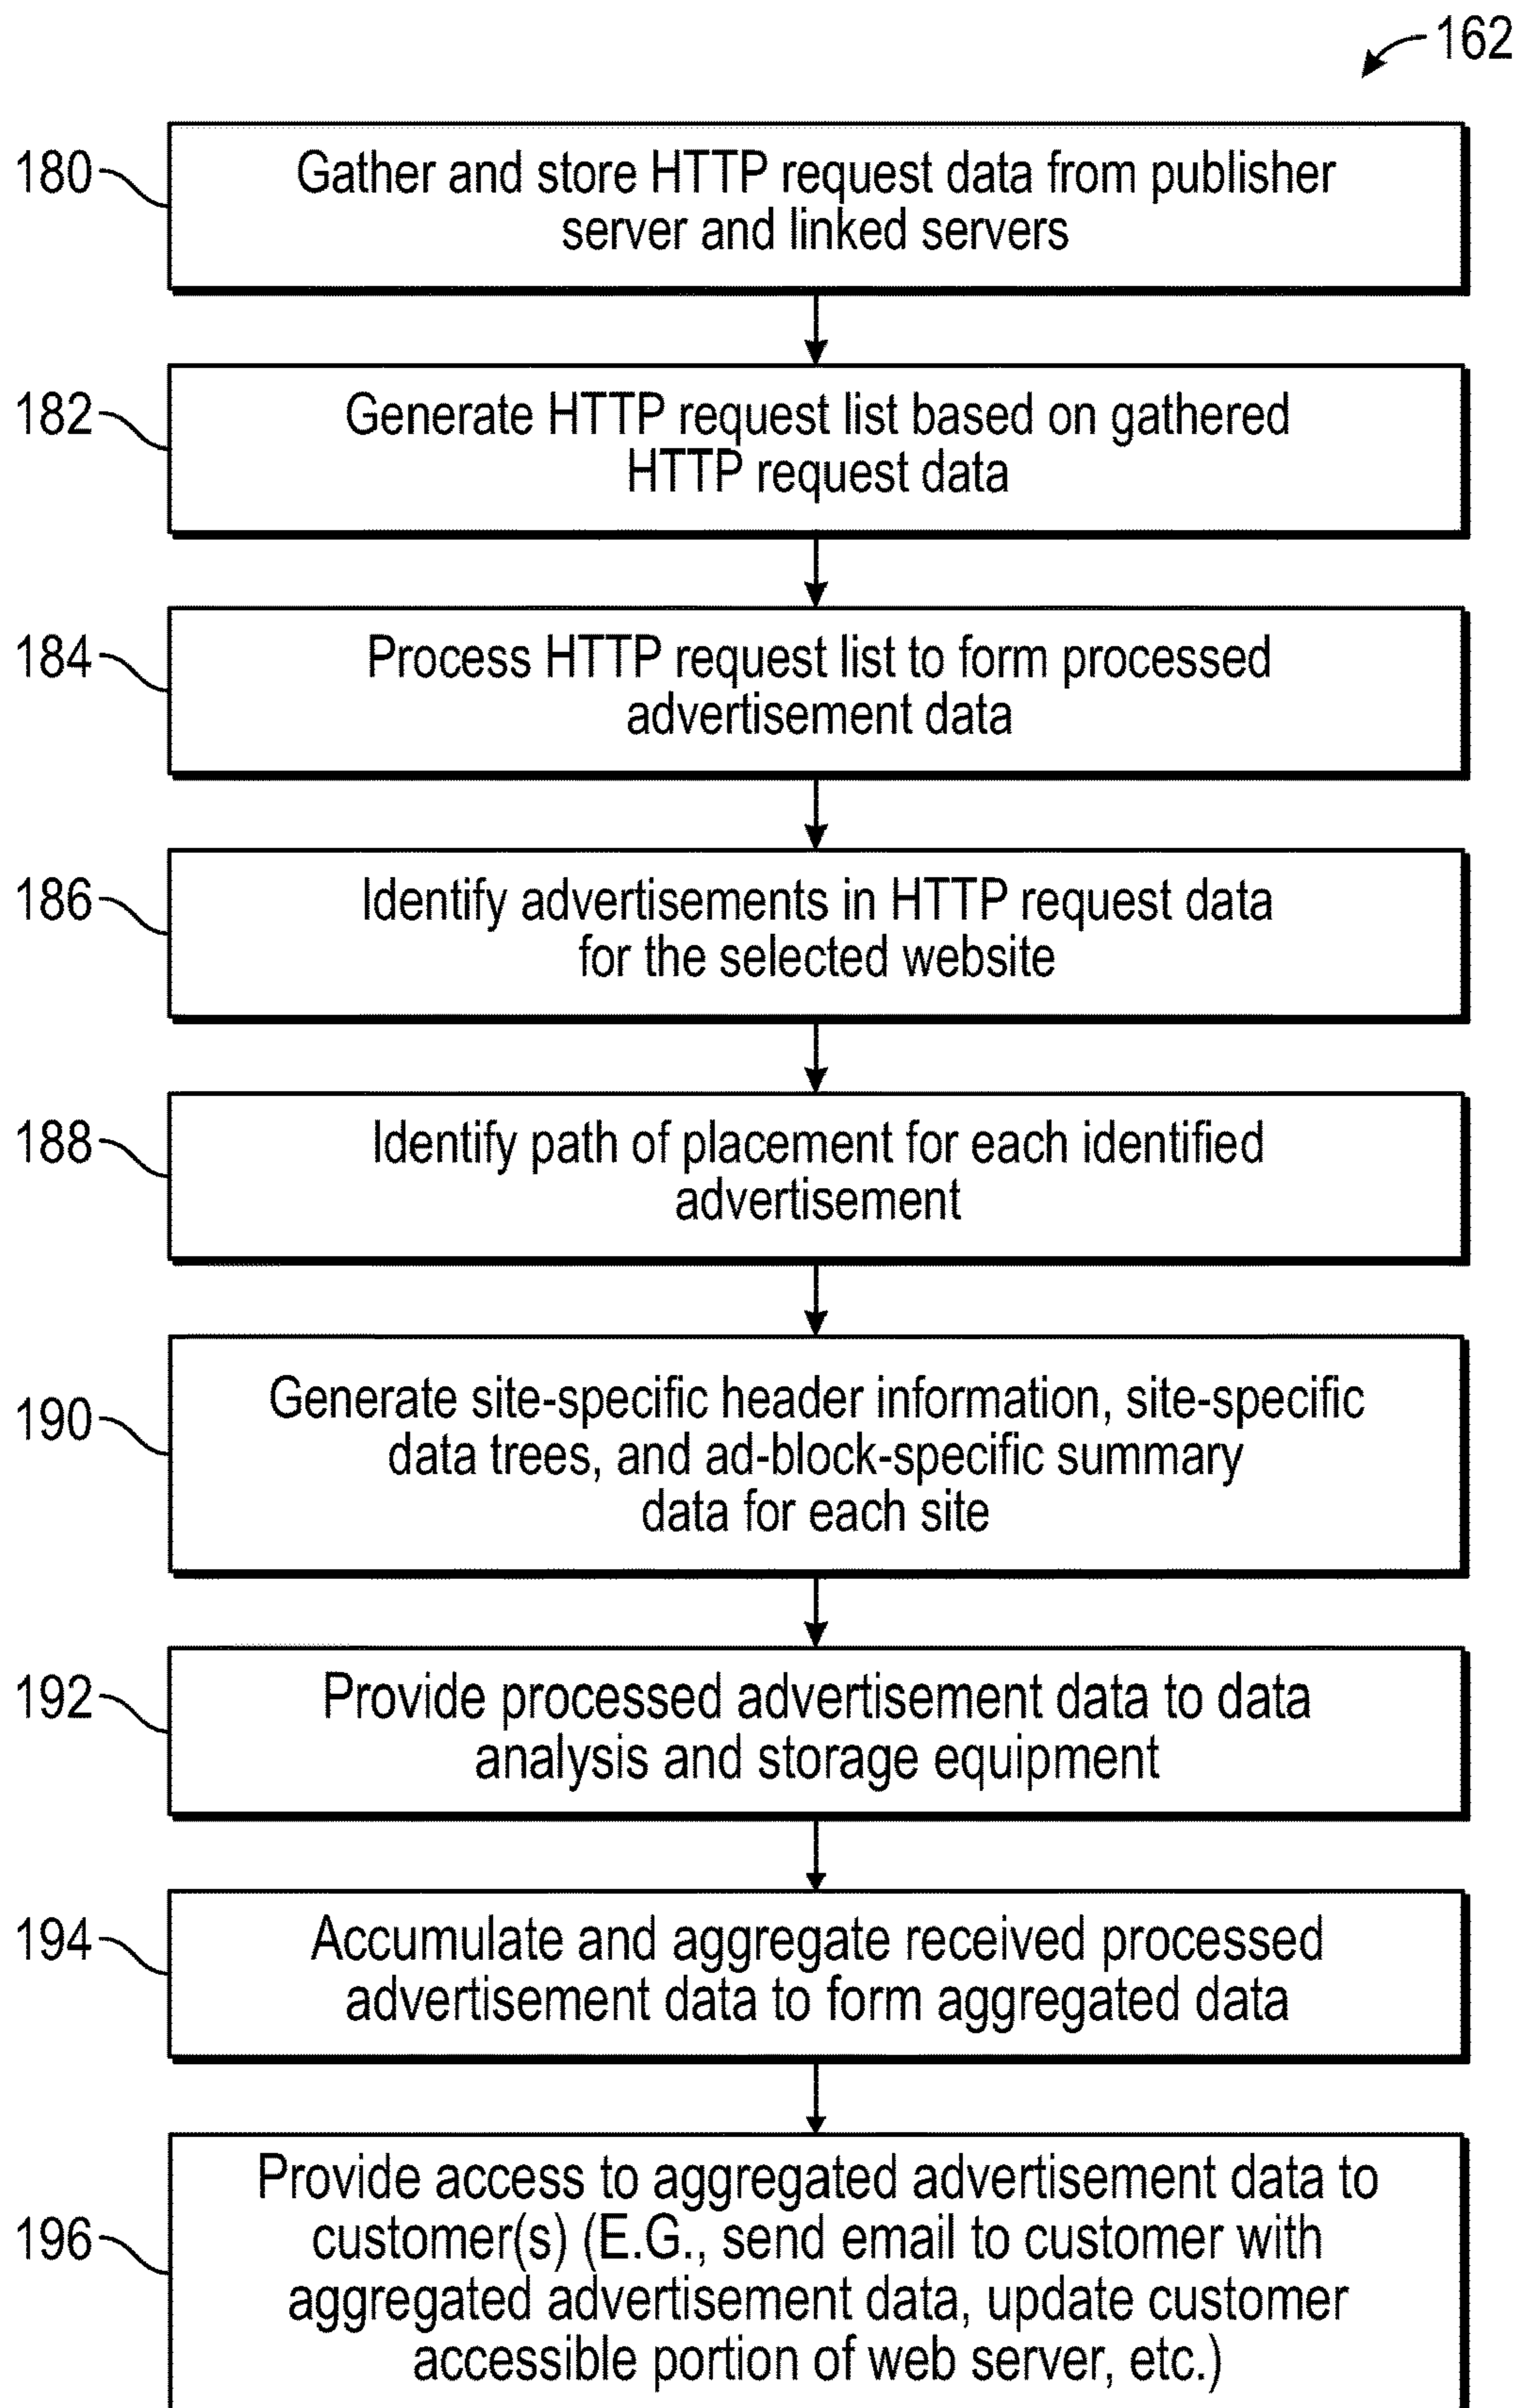 162
180
Gather and store HTTP request data from publisher
server and linked servers
182
Generate HTTP request list based on gathered
HTTP request data
184
Process HTTP request list to form processed
advertisement data
186
Identify advertisements in HTTP request data
for the selected website
188
Identify path of placement for each identified
advertisement
190
Generate site-specific header information, site-specific
data trees, and ad-block-specific summary
data for each site
192
Provide processed advertisement data to data
analysis and storage equipment
194
Accumulate and aggregate received processed
advertisement data to form aggregated data
196
Provide access to aggregated advertisement data to
customer(s) (E.G., send email to customer with
aggregated advertisement data, update customer
accessible portion of web server, etc.)